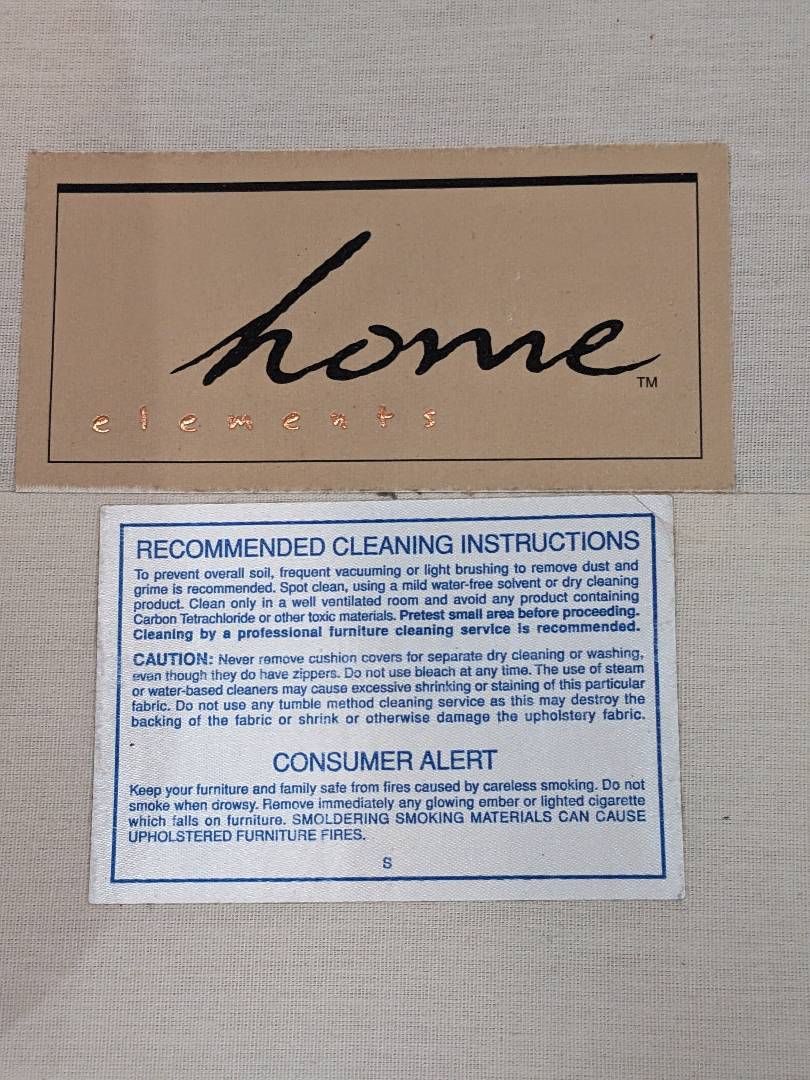 home
TM
elements
RECOMMENDED CLEANING INSTRUCTIONS
To prevent overall soil, frequent vacuuming or light brushing to remove dust and
grime is recommended. Spot clean, using a mild water-free solvent or dry cleaning
product. Clean only in a well ventilated room and avoid any product containing
Carbon Tetrachloride or other toxic materials. Pretest small area before proceeding.
Cleaning by a professional furniture cleaning service is recommended.
CAUTION: Never remove cushion covers for separate dry cleaning or washing,
even though they do have zippers. Do not use bleach at any time. The use of steam
or water-based cleaners may cause excessive shrinking or staining of this particular
fabric. Do not use any tumble method cleaning service as this may destroy the
backing of the fabric or shrink or otherwise damage the upholstery fabric.
CONSUMER ALERT
Keep your furniture and family safe from fires caused by careless smoking. Do not
smoke when drowsy. Remove immediately any glowing ember or lighted cigarette
which falls on furniture. SMOLDERING SMOKING MATERIALS CAN CAUSE
UPHOLSTERED FURNITURE FIRES.
S